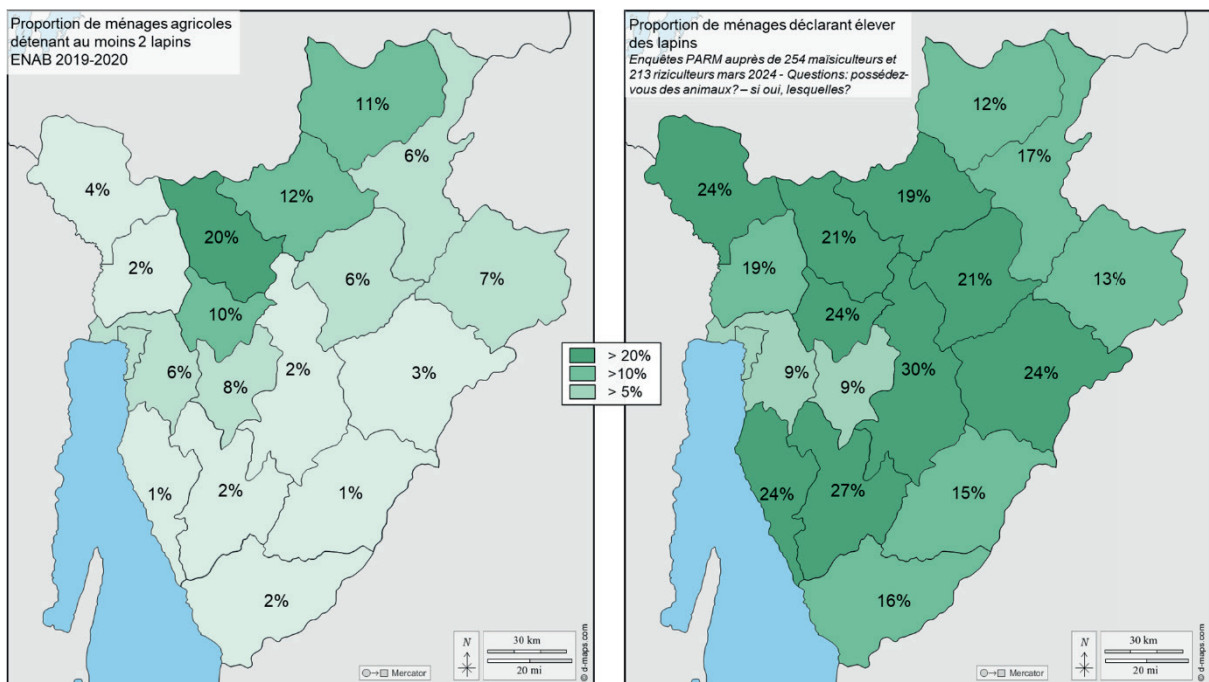 Proportion de ménages agricoles
détenant au moins 2 lapins
ENAB 2019-2020
11%
6%
4%
12%
20%
2%
6%
7%
10%
6%
8%
2%
3%
1%
2%
1%
2%
N
30 km
20 mi
Mercator
© d-maps.com
> 20%
>10%
> 5%
Proportion de ménages déclarant élever
des lapins
Enquêtes PARM auprès de 254 maïsiculteurs et
213 riziculteurs mars 2024 - Questions: possédez-
vous des animaux? – si oui, lesquelles?
12%
17%
24%
19%
21%
19%
21%
13%
24%
9%
9%
30%
24%
24%
27%
15%
16%
N
30 km
20 mi
Mercator
© d-maps.com